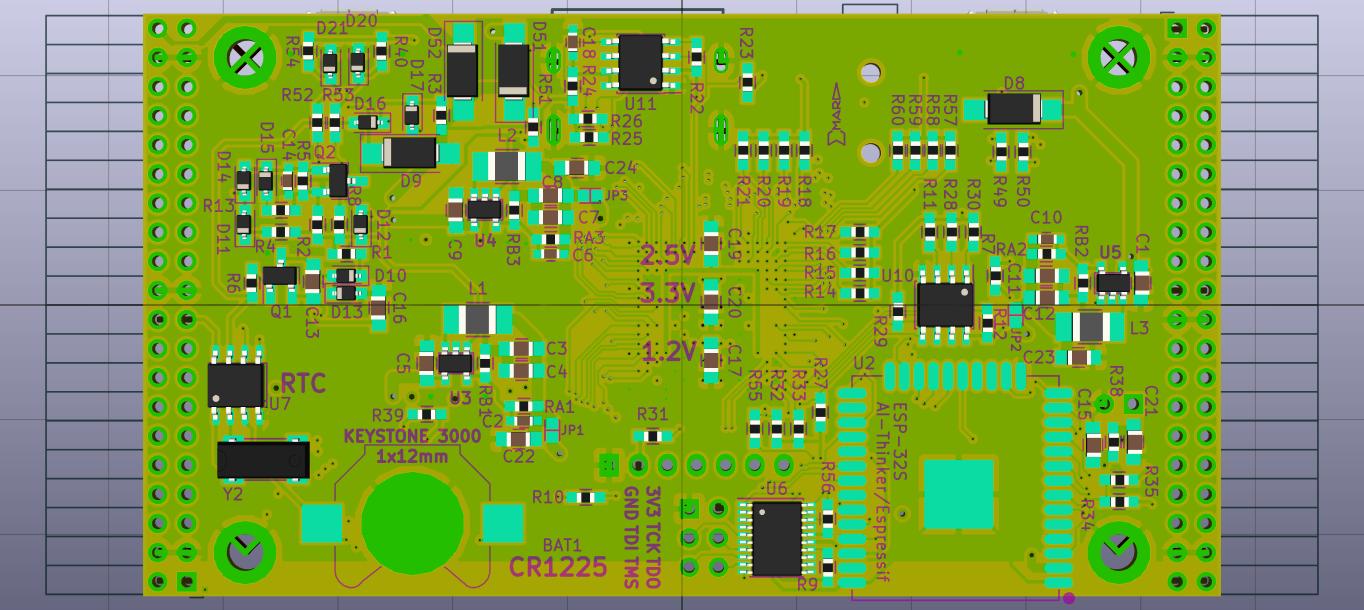 D20
D21
R54
R40
D52
D51
C18
R24
R23
R22
U11
R3
D17
R52
R53
D16
R51
L2
R26
R25
D8
MARK
R60
R59
R58
R57
D15
C14
R5
Q2
D14
R13
D11
R8
D12
D9
C24
C8
JP3
C7
RA3
C6
R21
R20
R19
R18
R49
R50
R11
R28
R30
R4
R2
R1
C9
U4
RB3
2.5V
C19
R17
R16
R15
R14
R7
RA2
C10
RB2
U5
C1
R6
Q1
C13
D10
D13
C16
L1
3.3V
C20
U10
C11
C12
R29
R12
JP2
L3
C23
1.2V
C17
C5
C3
C4
U3
RB1
RTC
U7
R39
RA1
C2
JP1
C22
R31
R55
R32
R33
R27
U2
ESP-32S
AI-Thinker/Espressif
C15
R38
C21
R35
R34
KEYSTONE 3000
1x12mm
Y2
R10
BAT1
CR1225
3V3 TCK TDO
GND TDI TMS
U6
R56
R9